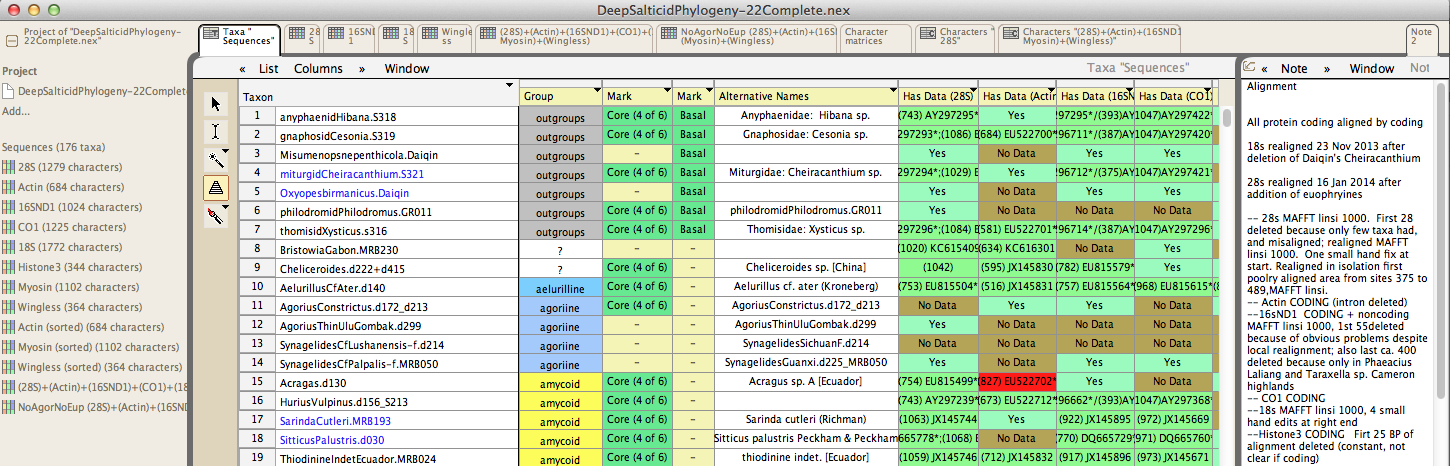 DeepSalticidPhylogeny-22Complete.nex
Project of "DeepSalticidPhylogeny-
22Complete.nex"
Taxa "
Sequences"
28
S
16SND1
18
S
Wingle
ss
(28S)+(Actin)+(16SND1)+(CO1)+(
Myosin)+(Wingless)
NoAgorNoEup (28S)+(Actin)+(16S
(Myosin)+(Wingless)
Character
matrices
Characters "
28S"
Characters "(28S)+(Actin)+(16SND1)
Myosin)+(Wingless)"
Note
2
Project
DeepSalticidPhylogeny-22Complete
Add...
Sequences (176 taxa)
28S (1279 characters)
Actin (684 characters)
16SND1 (1024 characters)
CO1 (1225 characters)
18S (1772 characters)
Histone3 (344 characters)
Myosin (1102 characters)
Wingless (364 characters)
Actin (sorted) (684 characters)
Myosin (sorted) (1102 characters)
Wingless (sorted) (364 characters)
(28S)+(Actin)+(16SND1)+(CO1)+(18
NoAgorNoEup (28S)+(Actin)+(16SND
« List Columns » Window Taxa "Sequences"
Taxon Group Mark Mark Alternative Names Has Data (28S) Has Data (Actin Has Data (16SN Has Data (CO1)
1 anyphaenidHibana.S318 outgroups Core (4 of 6) Basal Anyphaenidae: Hibana sp. (743) AY297295* Yes 97295*/(393)AY 1047)AY297422*
2 gnaphosidCesonia.S319 outgroups Core (4 of 6) Basal Gnaphosidae: Cesonia sp. 297293*;(1086) E (684) EU522700* 96711*/(387)AY 1047)AY297420*
3 Misumenopsnepenthicola.Daiqin outgroups – Basal Yes No Data Yes Yes
4 miturgidCheiracanthium.S321 outgroups Core (4 of 6) Basal Miturgidae: Cheiracanthium sp. 297294*;(1029) E Yes 96712*/(375)AY 1047)AY297421*
5 Oxyopesbirmanicus.Daiqin outgroups – Basal Yes No Data Yes Yes
6 philodromidPhilodromus.GR011 outgroups Core (4 of 6) Basal philodromidPhilodromus.GR011 Yes No Data No Data No Data
7 thomisidXysticus.s316 outgroups Core (4 of 6) Basal Thomisidae: Xysticus sp. 297296*;(1084) (581) EU522701* 96714*/(387)AY 1047)AY297296
8 BristowiaGabon.MRB230 ? – – (1020) KC615409 (634) KC616301 No Data Yes
9 Cheliceroides.d222+d415 ? Core (4 of 6) – Cheliceroides sp. [China] (1042) (595) JX145830 (782) EU815579* Yes
10 AelurillusCfAter.d140 aelurilline Core (4 of 6) – Aelurillus cf. ater (Kroneberg) (753) EU815504* (516) JX145831 (757) EU815564* (968) EU815615*
11 AgoriusConstrictus.d172_d213 agoriine Core (4 of 6) – AgoriusConstrictus.d172_d213 No Data Yes No Data No Data
12 AgoriusThinUluGombak.d299 agoriine – – AgoriusThinUluGombak.d299 Yes No Data No Data No Data
13 SynagelidesCfLushanensis-f.d214 agoriine – – SynagelidesSichuanF.d214 No Data No Data No Data No Data
14 SynagelidesCfPalpalis-f.MRB050 agoriine – – SynagelidesGuanxi.d225_MRB050 Yes No Data Yes No Data
15 Acragas.d130 amycoid Core (4 of 6) – Acragus sp. A [Ecuador] (754) EU815499* (827) EU522702* Yes No Data
16 HuriusVulpinus.d156_S213 amycoid Core (4 of 6) – (743) AY297239* (673) EU522712* 96662*/(393)AY 1047)AY297368*
17 SarindaCutleri.MRB193 amycoid Core (4 of 6) – Sarinda cutleri (Richman) (1063) JX145744 Yes (922) JX145895 (972) JX145669
18 SitticusPalustris.d030 amycoid Core (4 of 6) – Sitticus palustris Peckham & Peckham 665778*;(1068) No Data (770) DQ665729* (971) DQ665760*
19 ThiodinineIndetEcuador.MRB024 amycoid Core (4 of 6) – thiodinine indet. [Ecuador] (1059) JX145746 (712) JX145832 (917) JX145896 (973) JX145671
« Note » Window Not
Alignment
All protein coding aligned by coding
18s realigned 23 Nov 2013 after
deletion of Daiqin's Cheiracanthium
28s realigned 16 Jan 2014 after
addition of euophryines
-- 28s MAFFT linsi 1000. First 28
deleted because only few taxa had,
and misaligned; realigned MAFFT
linsi 1000. One small hand fix at
start. Realigned in isolation first
poolry aligned area from sites 375 to
489,MAFFT linsi.
-- Actin CODING (intron deleted)
--16sND1 CODING + noncoding
MAFFT linsi 1000, 1st 55deleted
because of obvious problems despite
local realignment; also last ca. 400
deleted because only in Phaeacius
Laliang and Taraxella sp. Cameron
highlands
-- CO1 CODING
--18s MAFFT linsi 1000, 4 small
hand edits at right end
--Histone3 CODING Firt 25 BP of
alignment deleted (constant, not
clear if coding)